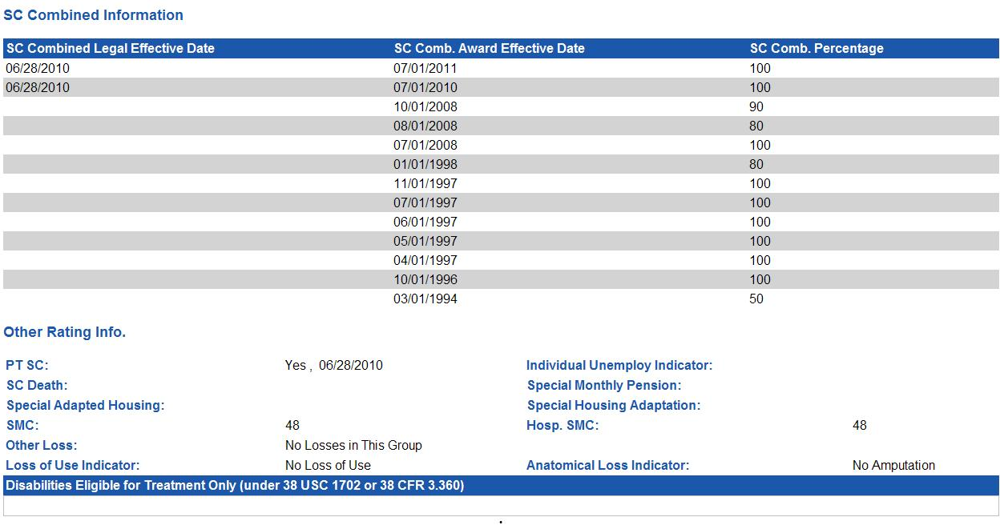 SC Combined Information
SC Combined Legal Effective Date SC Comb. Award Effective Date SC Comb. Percentage
06/28/2010 07/01/2011 100
06/28/2010 07/01/2010 100
10/01/2008 90
08/01/2008 80
07/01/2008 100
01/01/1998 80
11/01/1997 100
07/01/1997 100
06/01/1997 100
05/01/1997 100
04/01/1997 100
10/01/1996 100
03/01/1994 50
Other Rating Info.
PT SC: Yes , 06/28/2010 Individual Unemploy Indicator:
SC Death: Special Monthly Pension:
Special Adapted Housing: Special Housing Adaptation:
SMC: 48 Hosp. SMC: 48
Other Loss: No Losses in This Group
Loss of Use Indicator: No Loss of Use Anatomical Loss Indicator: No Amputation
Disabilities Eligible for Treatment Only (under 38 USC 1702 or 38 CFR 3.360)
.